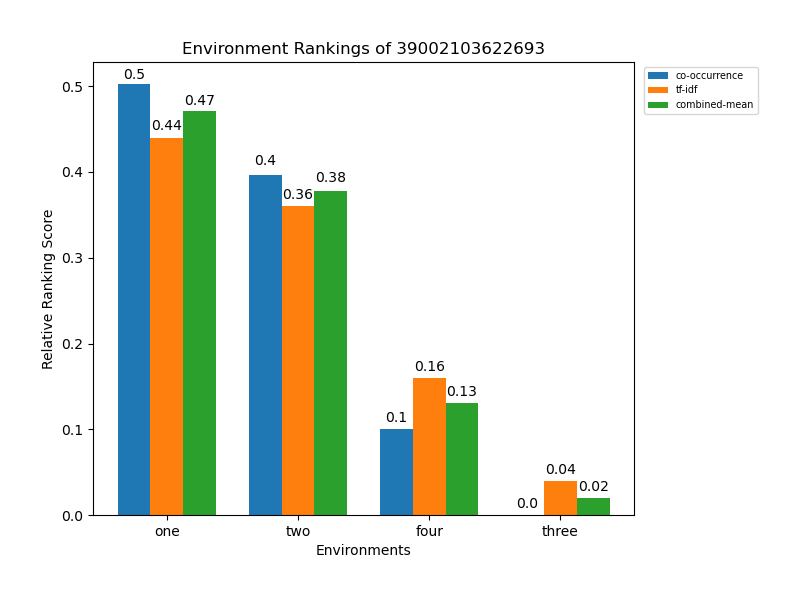 Environment Rankings of 39002103622693
co-occurrence
tf-idf
combined-mean
Relative Ranking Score
0.5
0.4
0.3
0.2
0.1
0.0
0.5
0.44
0.47
0.4
0.36
0.38
0.1
0.16
0.13
0.0
0.04
0.02
one
two
four
three
Environments